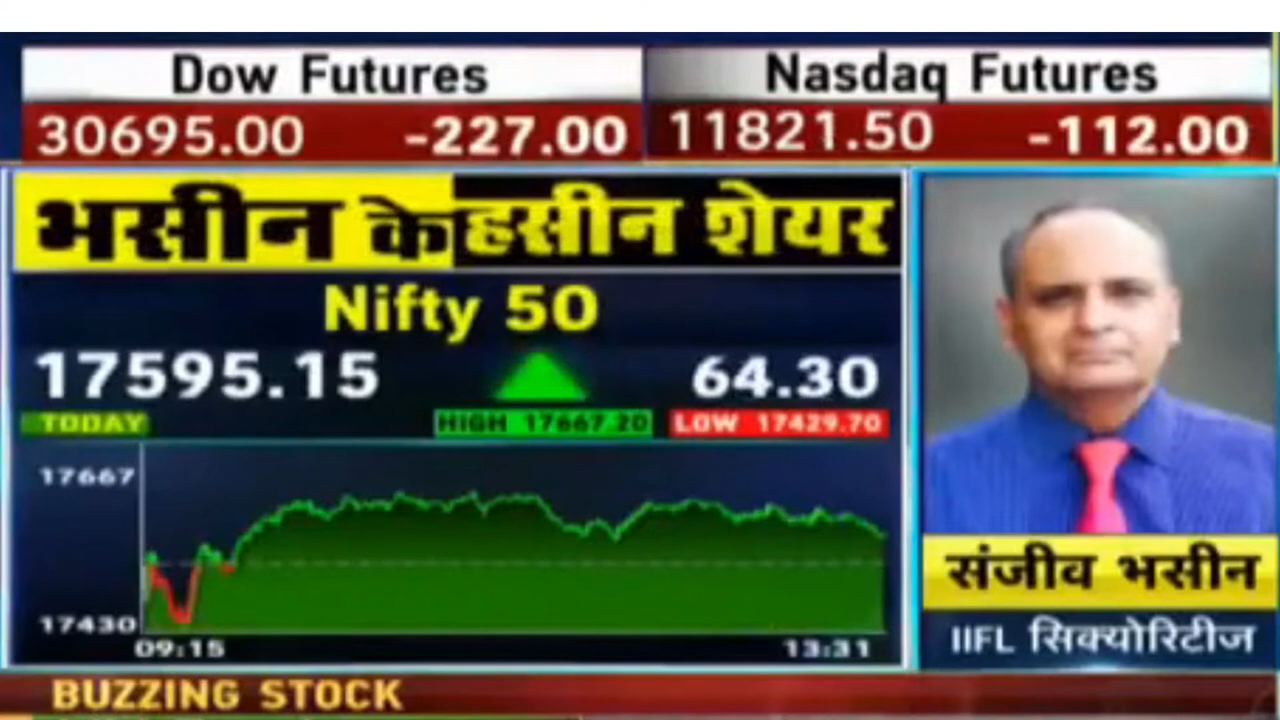 Dow Futures Nasdaq Futures
30695.00 -227.00 11821.50 -112.00
भसीन के हसीन शेयर
Nifty 50
17595.15 64.30
TODAY HIGH 17667.20 LOW 17429.70
17667
17430
09:15 13:31
संजीव भसीन
IIFL सिक्योरिटीज
BUZZING STOCK